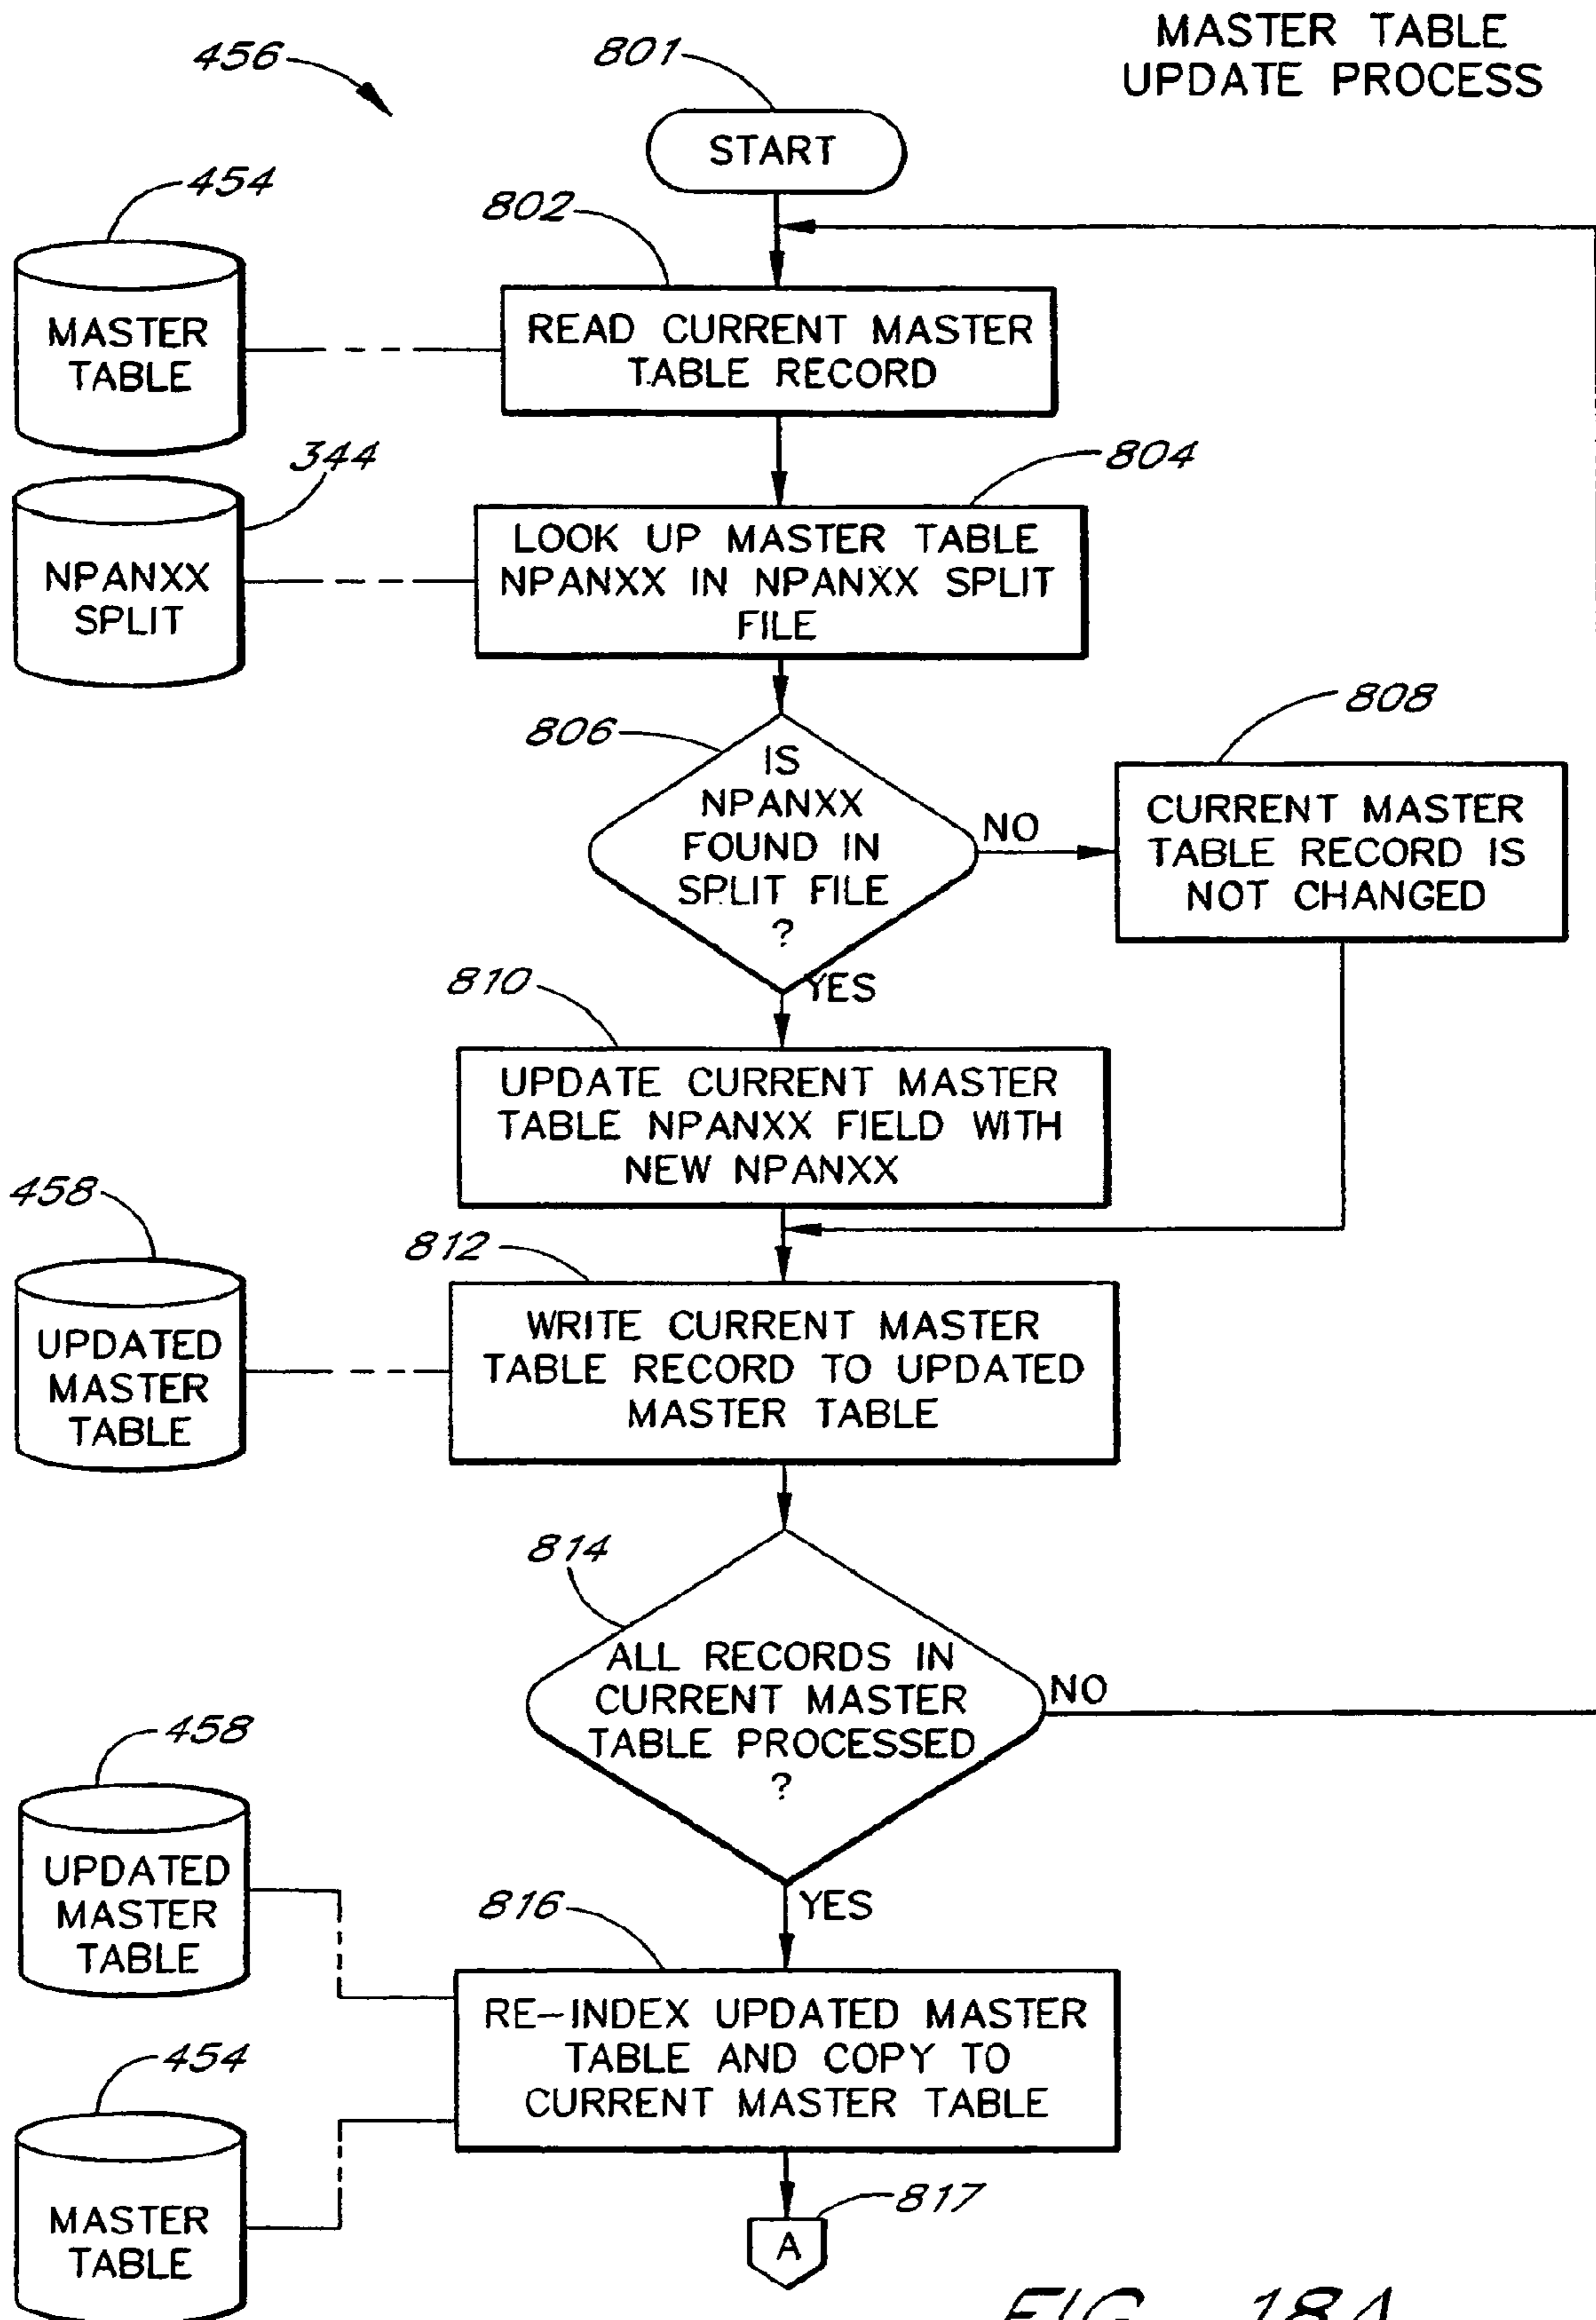 MASTER TABLE
UPDATE PROCESS
456
801
START
454
802
MASTER
TABLE
READ CURRENT MASTER
TABLE RECORD
344
804
NPANXX
SPLIT
LOOK UP MASTER TABLE
NPANXX IN NPANXX SPLIT
FILE
806
IS
NPANXX
FOUND IN
SPLIT FILE
?
NO
808
CURRENT MASTER
TABLE RECORD IS
NOT CHANGED
YES
810
UPDATE CURRENT MASTER
TABLE NPANXX FIELD WITH
NEW NPANXX
458
812
UPDATED
MASTER
TABLE
WRITE CURRENT MASTER
TABLE RECORD TO UPDATED
MASTER TABLE
814
ALL RECORDS IN
CURRENT MASTER
TABLE PROCESSED
?
NO
YES
458
UPDATED
MASTER
TABLE
816
RE-INDEX UPDATED MASTER
TABLE AND COPY TO
CURRENT MASTER TABLE
454
MASTER
TABLE
817
A
FIG. 18A